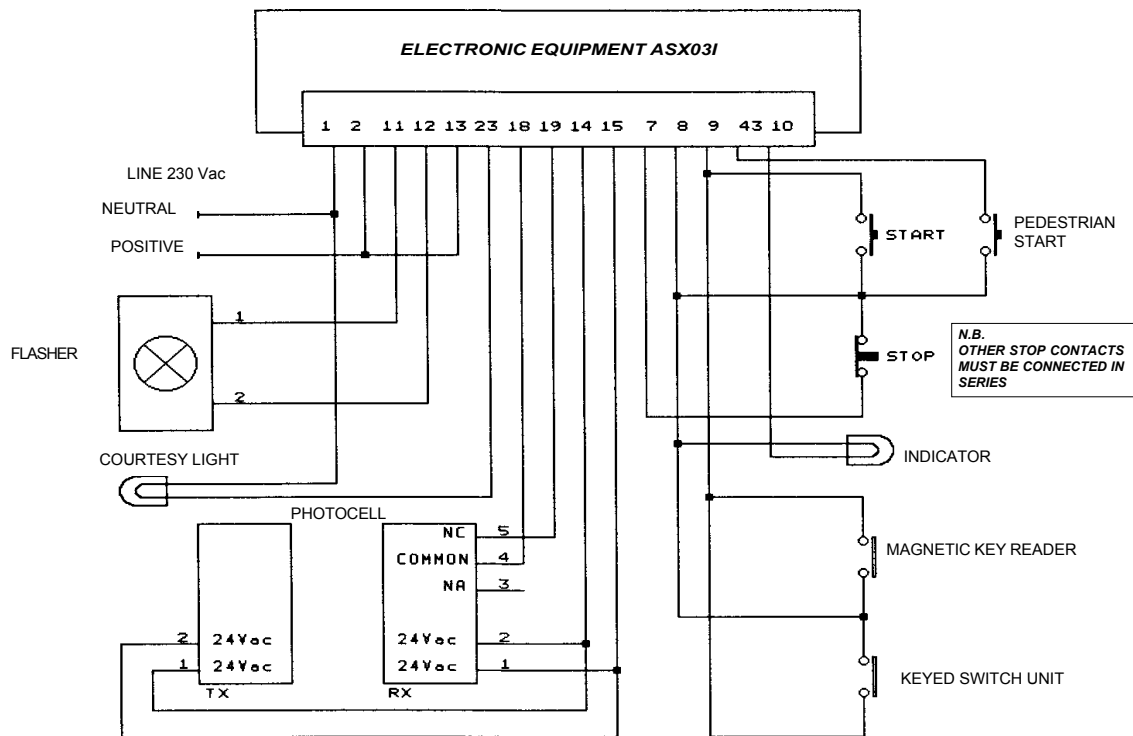 ELECTRONIC EQUIPMENT ASX03I
1 2 11 12 13 23 18 19 14 15 7 8 9 43 10
LINE 230 Vac
NEUTRAL
POSITIVE
START
PEDESTRIAN
START
FLASHER
1
2
STOP
N.B.
OTHER STOP CONTACTS
MUST BE CONNECTED IN
SERIES
COURTESY LIGHT
INDICATOR
PHOTOCELL
NC 5
COMMON 4
NA 3
MAGNETIC KEY READER
2 24Vac
1 24Vac
TX
24Vac 2
24Vac 1
RX
KEYED SWITCH UNIT